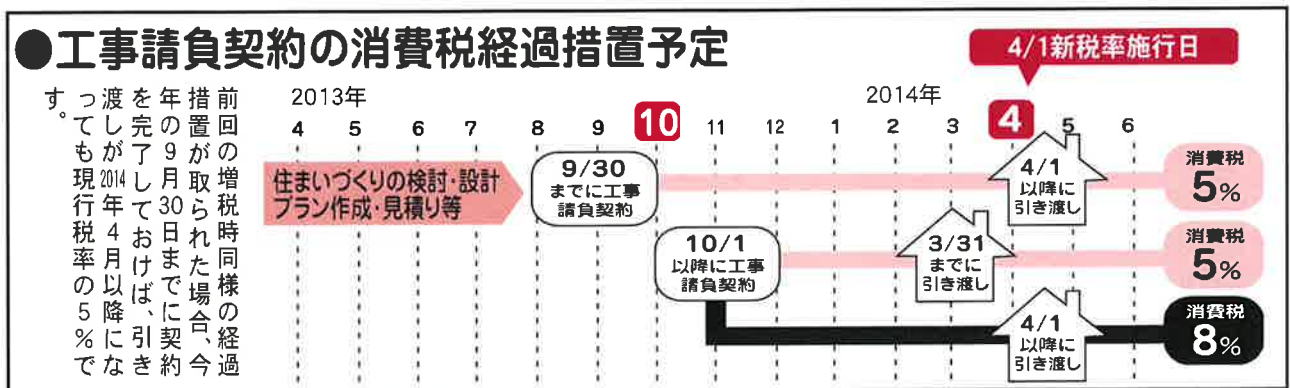 ●工事請負契約の消費税経過措置予定
4/1新税率施行日
前回の増税時同様の経過
措置が取られた場合、今
年の9月30日までに契約
を完了しておけば、引き
渡しが2014年4月以降にな
っても現行税率の5%で
す。
2013年
2014年
4 5 6 7 8 9 10 11 12 1 2 3 4 5 6
住まいづくりの検討・設計
プラン作成・見積り等
9/30
までに工事
請負契約
4/1
以降に
引き渡し
消費税
5%
10/1
以降に工事
請負契約
3/31
までに
引き渡し
消費税
5%
4/1
以降に
引き渡し
消費税
8%